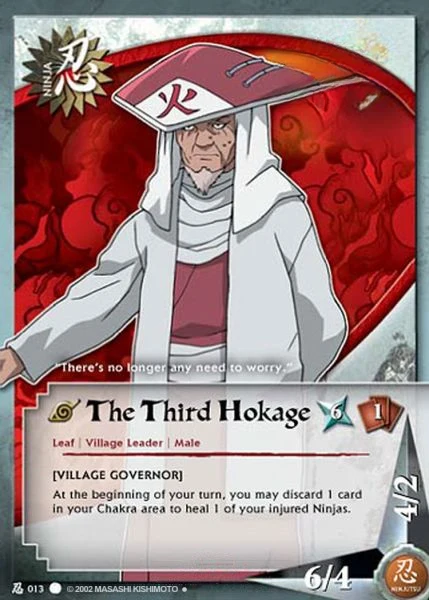 忍
NINJA
火
"There's no longer any need to worry."
The Third Hokage 6 1
Leaf | Village Leader | Male
[VILLAGE GOVERNOR]
At the beginning of your turn, you may discard 1 card
in your Chakra area to heal 1 of your injured Ninjas.
4/2
6/4
忍 013 © 2002 MASASHI KISHIMOTO
忍
NINJUTSU